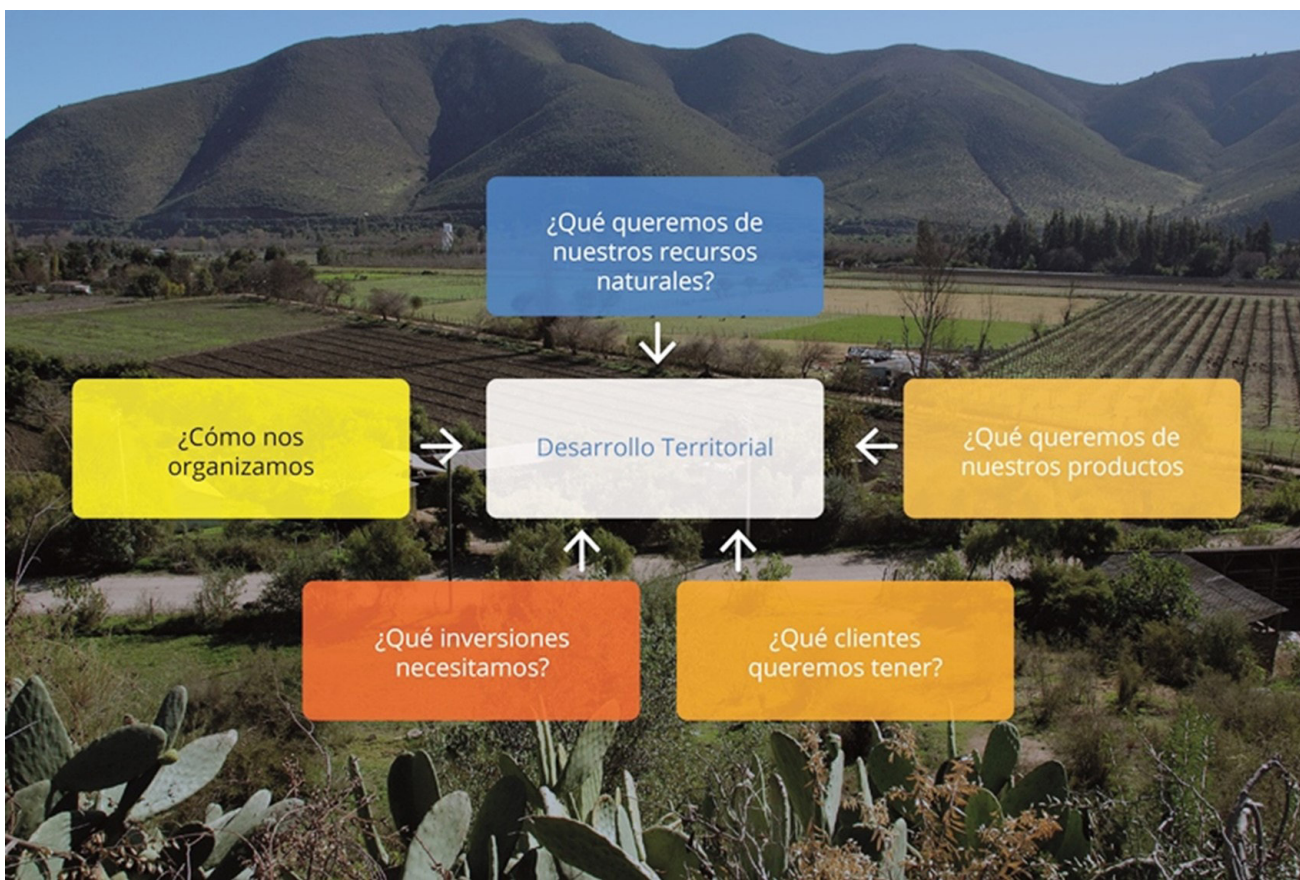 ¿Qué queremos de
nuestros recursos
naturales?
¿Cómo nos
organizamos
Desarrollo Territorial
¿Qué queremos de
nuestros productos
¿Qué inversiones
necesitamos?
¿Qué clientes
queremos tener?